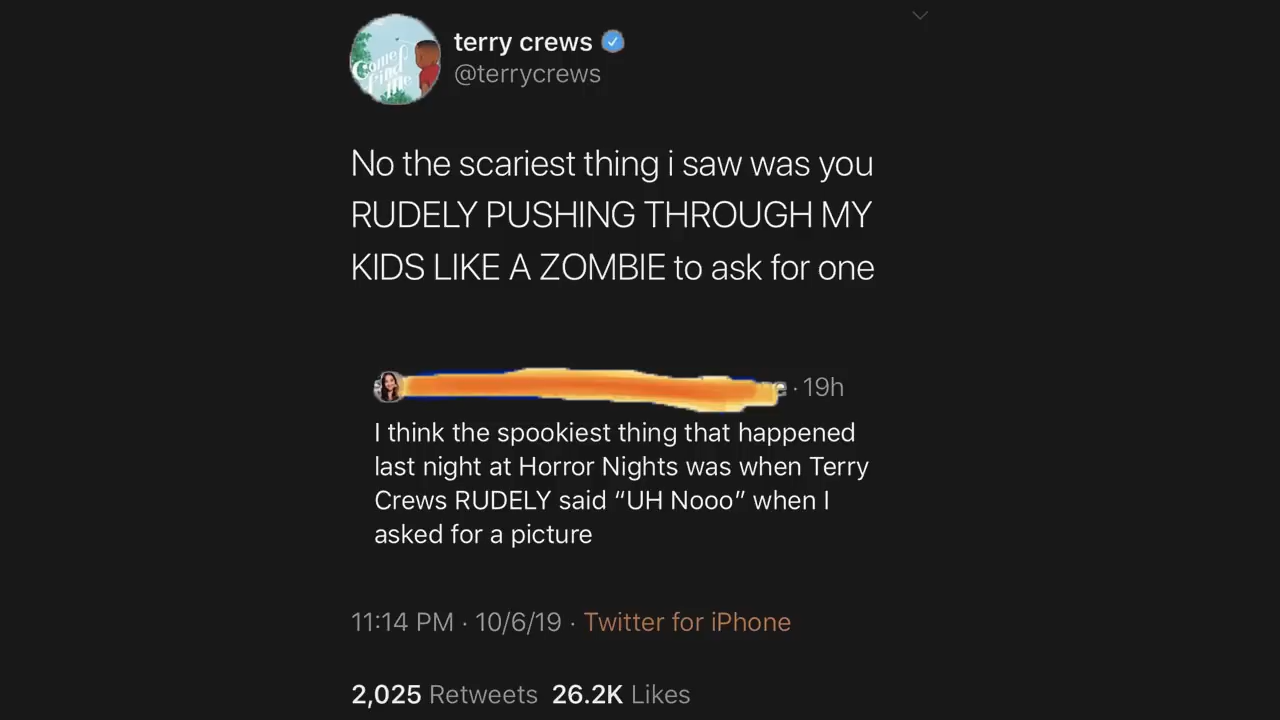 Come Find Me
terry crews
@terrycrews
No the scariest thing i saw was you
RUDELY PUSHING THROUGH MY
KIDS LIKE A ZOMBIE to ask for one
· 19h
I think the spookiest thing that happened
last night at Horror Nights was when Terry
Crews RUDELY said “UH Nooo” when I
asked for a picture
11:14 PM · 10/6/19 · Twitter for iPhone
2,025 Retweets 26.2K Likes